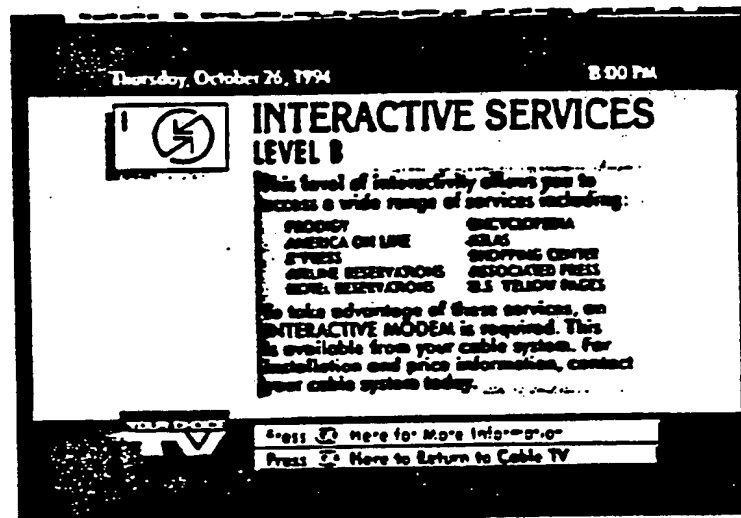 Thursday, October 26, 1994 8:00 PM
INTERACTIVE SERVICES
LEVEL B
This level of interactivity allows you to
access a wide range of services including:
PRODIGY ENCYCLOPEDIA
AMERICA ON LINE ATLAS
X*PRESS SHOPPING CENTER
AIRLINE RESERVATIONS ASSOCIATED PRESS
HOTEL RESERVATIONS U.S YELLOW PAGES
To take advantage of these services, an
INTERACTIVE MODEM is required. This
is available from your cable system. For
installation and price information, contact
your cable system today.
YOUR CHOICE
TV
Press Here for More Information
Press Here to Return to Cable TV